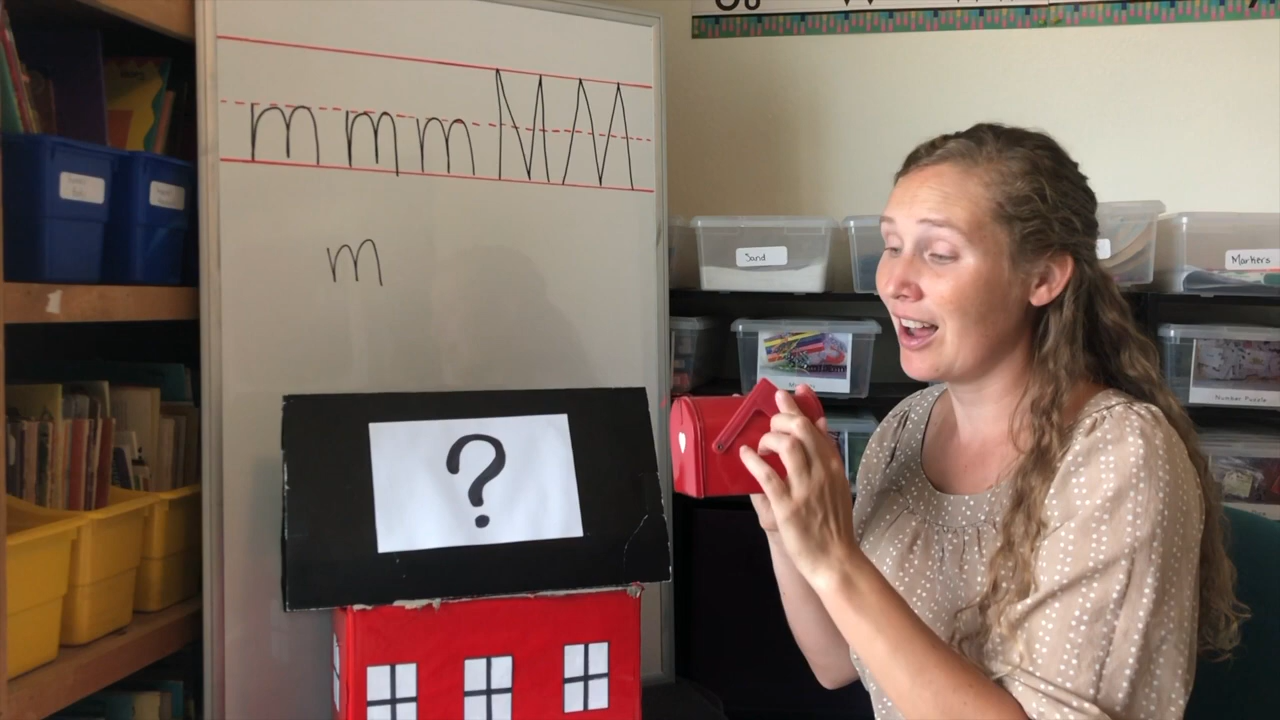 m m m M M
m
?
Sand
Markers
Number Puzzle